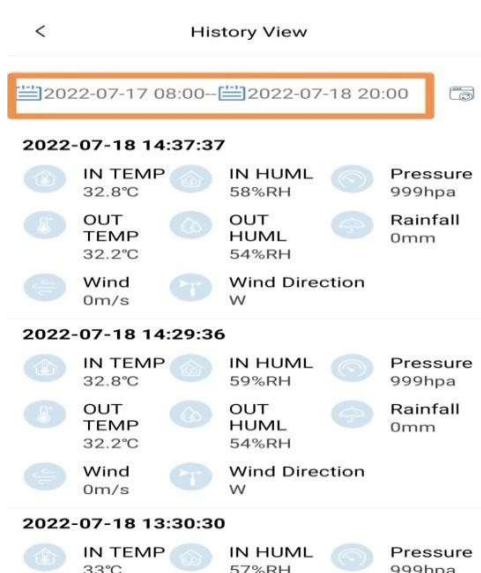 History View
2022-07-17 08:00--2022-07-18 20:00
2022-07-18 14:37:37
IN TEMP IN HUML Pressure
32.8℃ 58%RH 999hpa
OUT OUT Rainfall
TEMP HUML 0mm
32.2℃ 54%RH
Wind Wind Direction
0m/s W
2022-07-18 14:29:36
IN TEMP IN HUML Pressure
32.8℃ 59%RH 999hpa
OUT OUT Rainfall
TEMP HUML 0mm
32.2℃ 54%RH
Wind Wind Direction
0m/s W
2022-07-18 13:30:30
IN TEMP IN HUML Pressure
33℃ 57%RH 999hpa